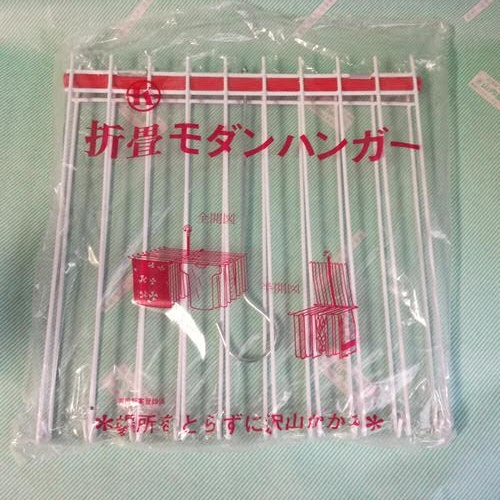 K
折畳モダンハンガー
全開図
半開図
*場所をとらずに沢山かかる*